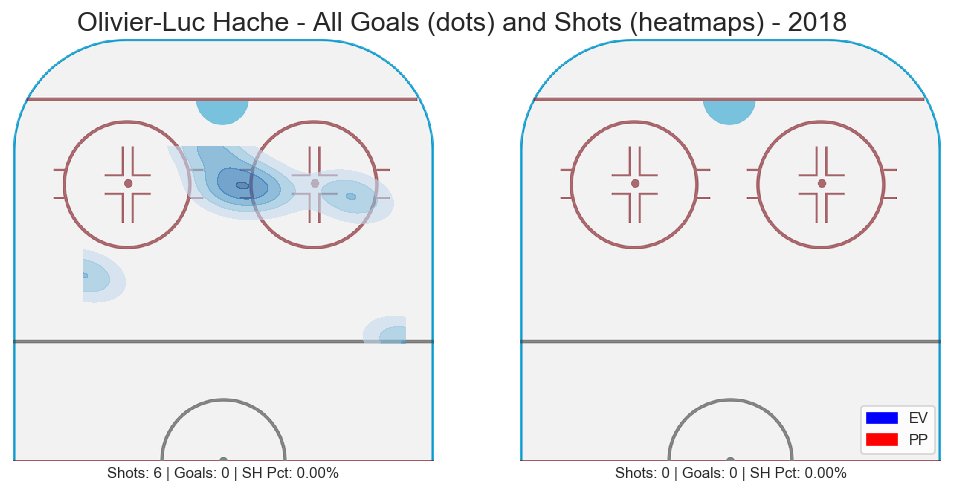 Olivier-Luc Hache - All Goals (dots) and Shots (heatmaps) - 2018
EV
PP
Shots: 6 | Goals: 0 | SH Pct: 0.00%
Shots: 0 | Goals: 0 | SH Pct: 0.00%